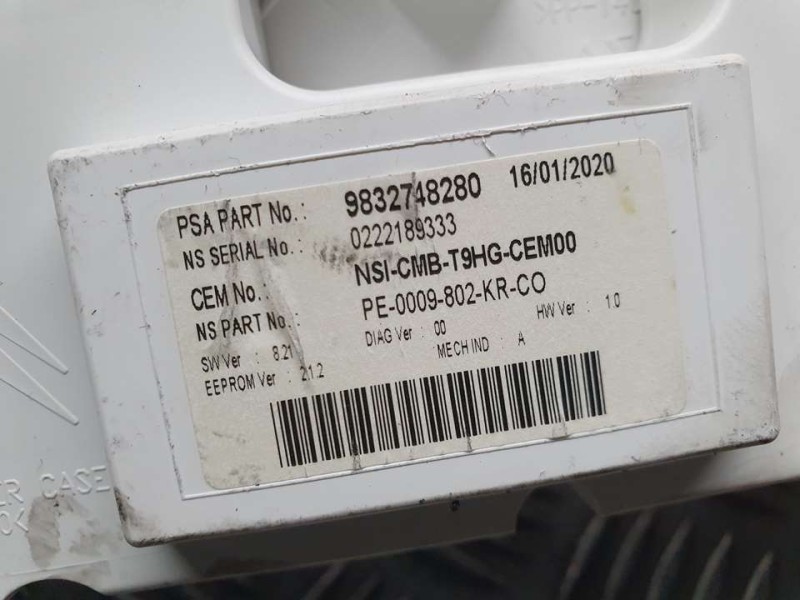 PSA PART No. : 9832748280 16/01/2020
NS SERIAL No. : 0222189333
CEM No. : NSI-CMB-T9HG-CEM00
NS PART No. : PE-0009-802-KR-CO
SW Ver : 8.21 DIAG Ver : 00 HW Ver : 1.0
EEPROM Ver : 2.1.2 MECH IND : A
CASE